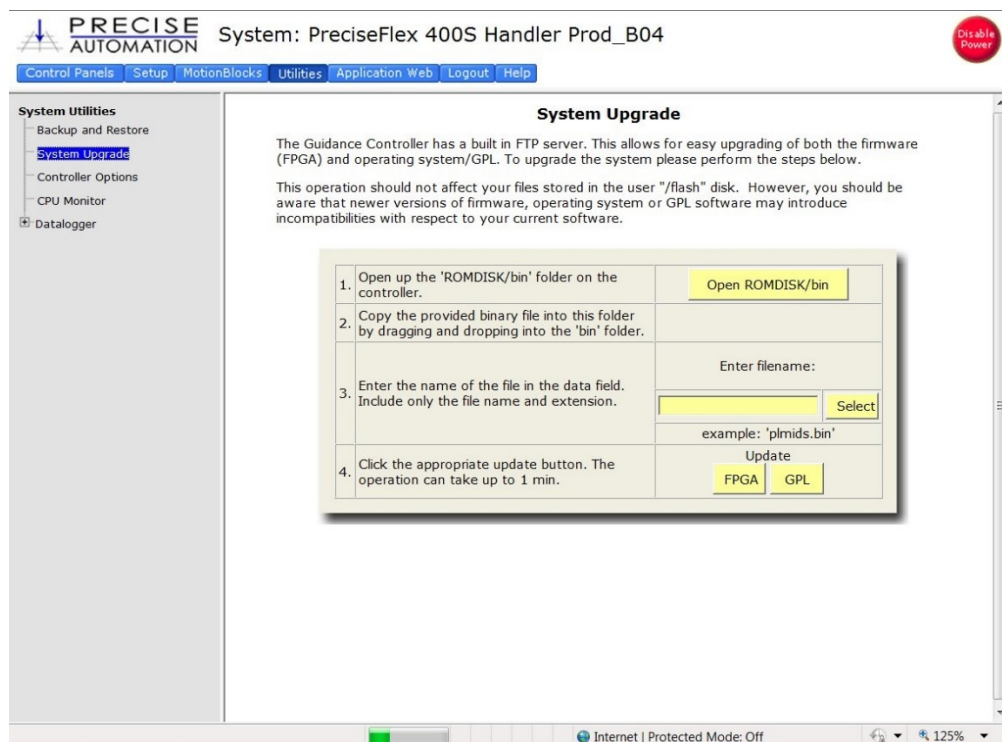 PRECISE
AUTOMATION
System: PreciseFlex 400S Handler Prod_B04
Disable
Power
Control Panels Setup MotionBlocks Utilities Application Web Logout Help
System Utilities
Backup and Restore
System Upgrade
Controller Options
CPU Monitor
Datalogger
System Upgrade
The Guidance Controller has a built in FTP server. This allows for easy upgrading of both the firmware
(FPGA) and operating system/GPL. To upgrade the system please perform the steps below.
This operation should not affect your files stored in the user "/flash" disk. However, you should be
aware that newer versions of firmware, operating system or GPL software may introduce
incompatibilities with respect to your current software.
1. Open up the 'ROMDISK/bin' folder on the
controller.
Open ROMDISK/bin
2. Copy the provided binary file into this folder
by dragging and dropping into the 'bin' folder.
3. Enter the name of the file in the data field.
Include only the file name and extension.
Enter filename:
Select
example: 'plmids.bin'
4. Click the appropriate update button. The
operation can take up to 1 min.
Update
FPGA GPL
Internet | Protected Mode: Off
125%